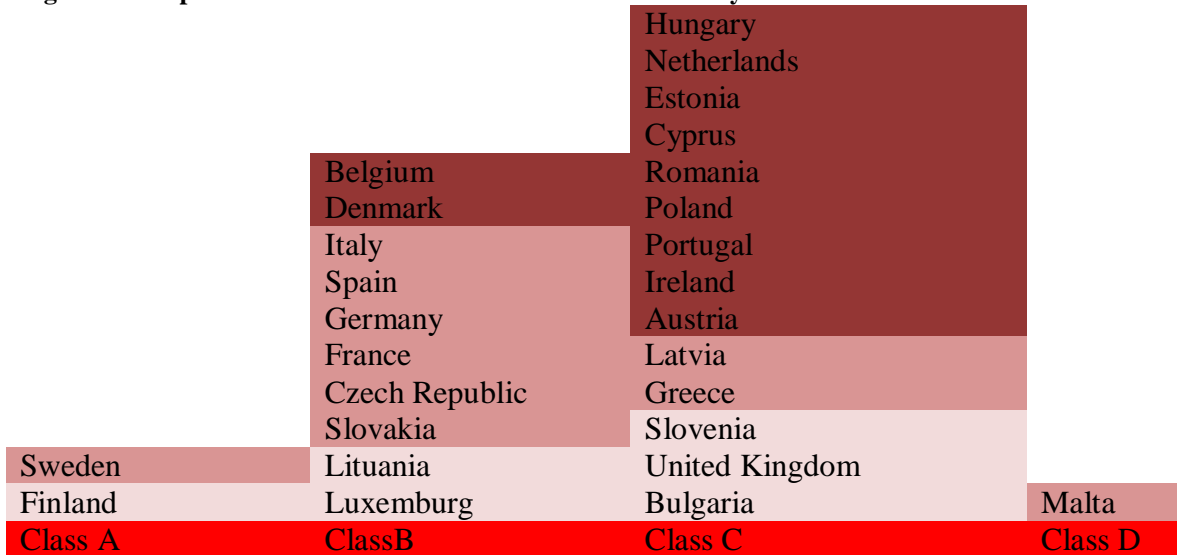 Hungary
Netherlands
Estonia
Cyprus
Belgium Romania
Denmark Poland
Italy Portugal
Spain Ireland
Germany Austria
France Latvia
Czech Republic Greece
Slovakia Slovenia
Sweden Lituania United Kingdom
Finland Luxemburg Bulgaria Malta
Class A ClassB Class C Class D